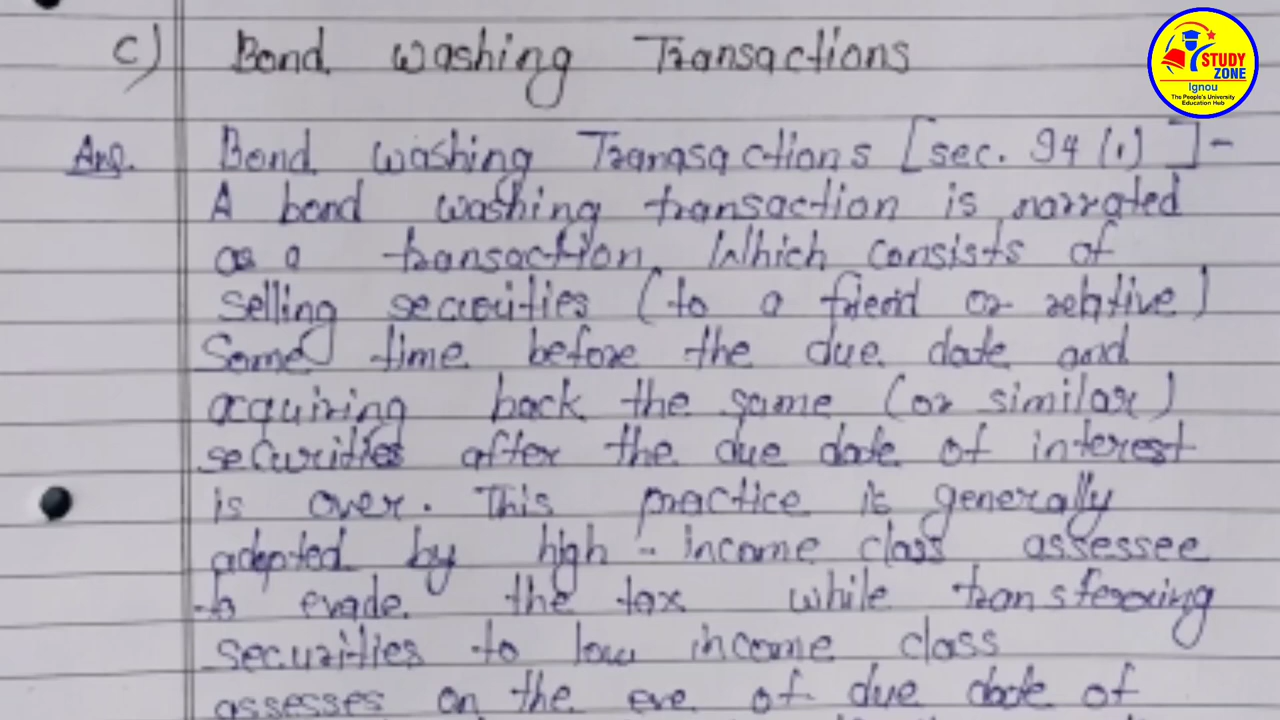 c) Bond washing Transactions
STUDY
ZONE
Ignou
The People's University
Education Hub
Ans. Bond washing Transactions [sec. 94 (1) ] -
A bond washing transaction is narrated
as a transaction which consists of
selling securities (to a friend or relative)
Some time before the due date and
acquiring back the same (or similar)
securities after the due date of interest
is over. This practice is generally
adopted by high - income class assessee
to evade the tax while transferring
securities to low income class
assesses on the eve of due date of